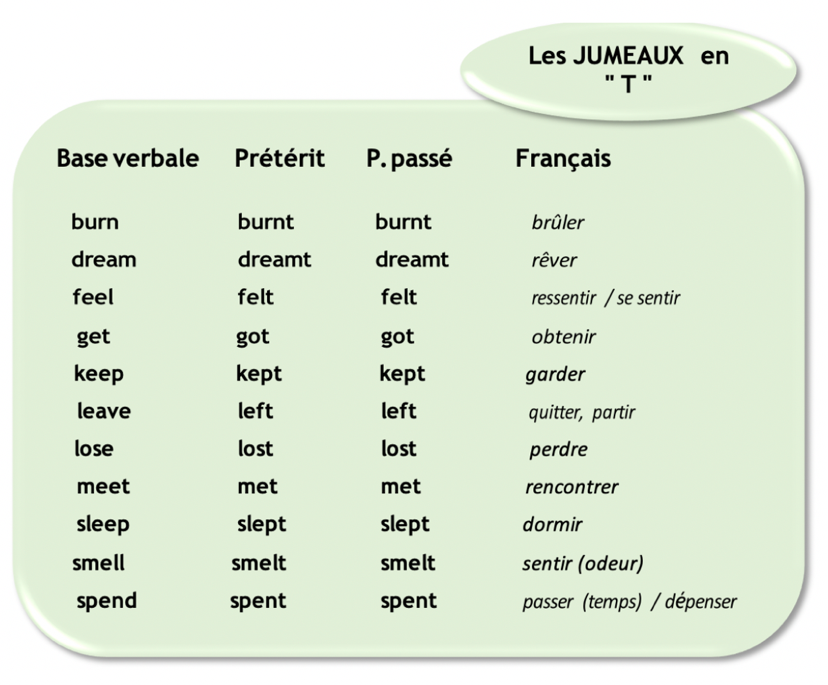 Les JUMEAUX en
" T "
Base verbale Prétérit P. passé Français
burn burnt burnt brûler
dream dreamt dreamt rêver
feel felt felt ressentir / se sentir
get got got obtenir
keep kept kept garder
leave left left quitter, partir
lose lost lost perdre
meet met met rencontrer
sleep slept slept dormir
smell smelt smelt sentir (odeur)
spend spent spent passer (temps) / dépenser